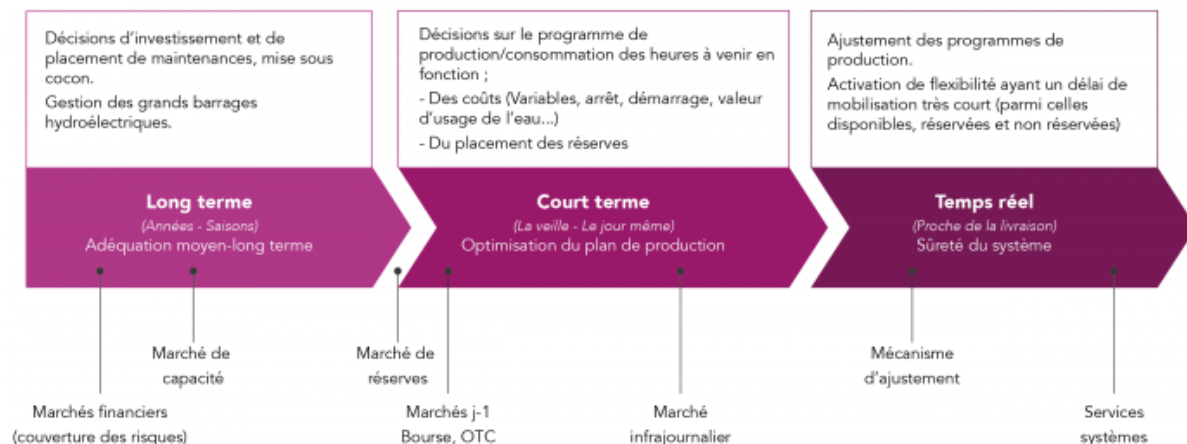 Décisions d'investissement et de
placement de maintenances, mise sous
cocon.
Gestion des grands barrages
hydroélectriques.
Décisions sur le programme de
production/consommation des heures à venir en
fonction ;
- Des coûts (Variables, arrêt, démarrage, valeur
d'usage de l'eau...)
- Du placement des réserves
Ajustement des programmes de
production.
Activation de flexibilité ayant un délai de
mobilisation très court (parmi celles
disponibles, réservées et non réservées)
Long terme
(Années - Saisons)
Adéquation moyen-long terme
Court terme
(La veille - Le jour même)
Optimisation du plan de production
Temps réel
(Proche de la livraison)
Sûreté du système
Marché de
capacité
Marché de
réserves
Mécanisme
d'ajustement
Marchés financiers
(couverture des risques)
Marchés j-1
Bourse, OTC
Marché
infrajournalier
Services
systèmes